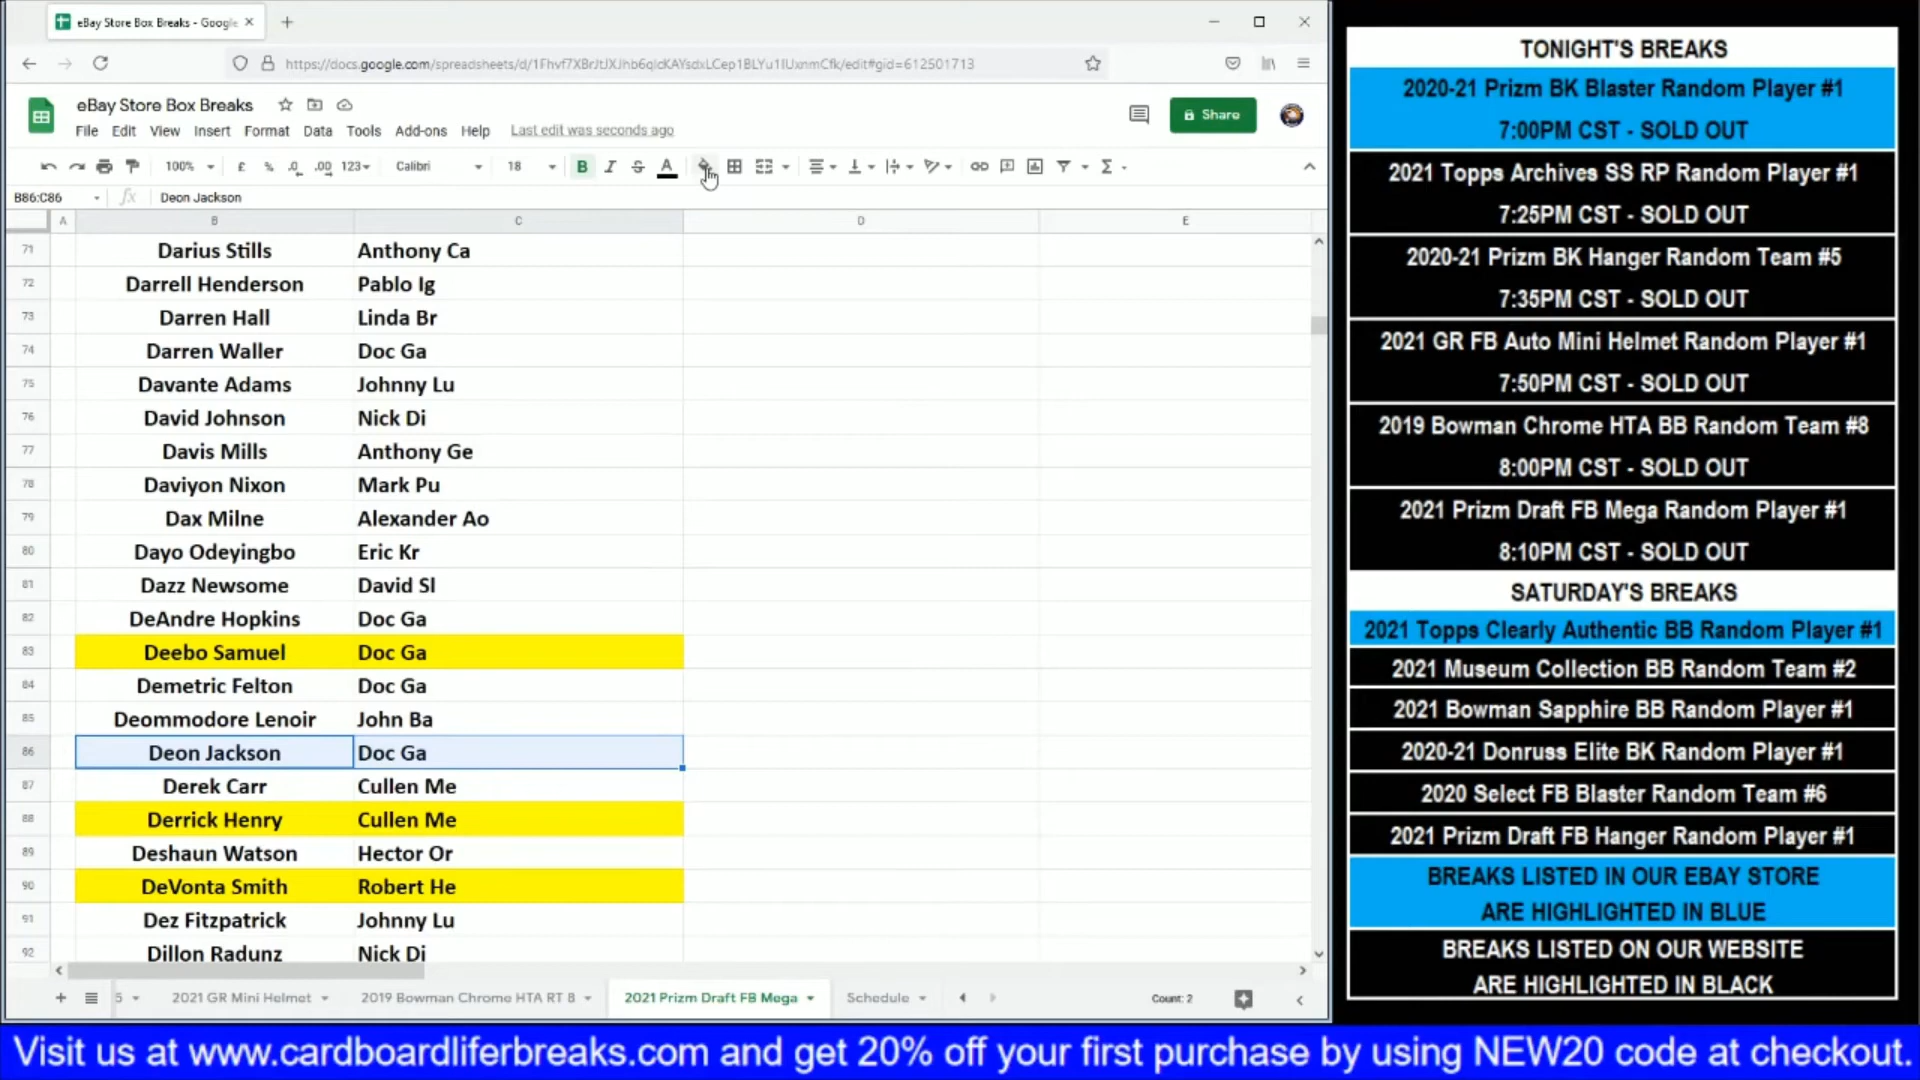 eBay Store Box Breaks - Google
https://docs.google.com/spreadsheets/d/1Fhvf7XBrJtJXJhb6qIcKAYsdxLCep1BLYu1lUxnmCfk/edit#gid=612501713
eBay Store Box Breaks
Share
File Edit View Insert Format Data Tools Add-ons Help Last edit was seconds ago
100% £ % .0 .00 123 Calibri 18 B I S A
B86:C86 fx Deon Jackson
A B C D E
71 Darius Stills Anthony Ca
72 Darrell Henderson Pablo Ig
73 Darren Hall Linda Br
74 Darren Waller Doc Ga
75 Davante Adams Johnny Lu
76 David Johnson Nick Di
77 Davis Mills Anthony Ge
78 Daviyon Nixon Mark Pu
79 Dax Milne Alexander Ao
80 Dayo Odeyingbo Eric Kr
81 Dazz Newsome David Sl
82 DeAndre Hopkins Doc Ga
83 Deebo Samuel Doc Ga
84 Demetric Felton Doc Ga
85 Deommodore Lenoir John Ba
86 Deon Jackson Doc Ga
87 Derek Carr Cullen Me
88 Derrick Henry Cullen Me
89 Deshaun Watson Hector Or
90 DeVonta Smith Robert He
91 Dez Fitzpatrick Johnny Lu
92 Dillon Radunz Nick Di
5 2021 GR Mini Helmet 2019 Bowman Chrome HTA RT 8 2021 Prizm Draft FB Mega Schedule Count: 2
TONIGHT'S BREAKS
2020-21 Prizm BK Blaster Random Player #1
7:00PM CST - SOLD OUT
2021 Topps Archives SS RP Random Player #1
7:25PM CST - SOLD OUT
2020-21 Prizm BK Hanger Random Team #5
7:35PM CST - SOLD OUT
2021 GR FB Auto Mini Helmet Random Player #1
7:50PM CST - SOLD OUT
2019 Bowman Chrome HTA BB Random Team #8
8:00PM CST - SOLD OUT
2021 Prizm Draft FB Mega Random Player #1
8:10PM CST - SOLD OUT
SATURDAY'S BREAKS
2021 Topps Clearly Authentic BB Random Player #1
2021 Museum Collection BB Random Team #2
2021 Bowman Sapphire BB Random Player #1
2020-21 Donruss Elite BK Random Player #1
2020 Select FB Blaster Random Team #6
2021 Prizm Draft FB Hanger Random Player #1
BREAKS LISTED IN OUR EBAY STORE
ARE HIGHLIGHTED IN BLUE
BREAKS LISTED ON OUR WEBSITE
ARE HIGHLIGHTED IN BLACK
Visit us at www.cardboardliferbreaks.com and get 20% off your first purchase by using NEW20 code at checkout.